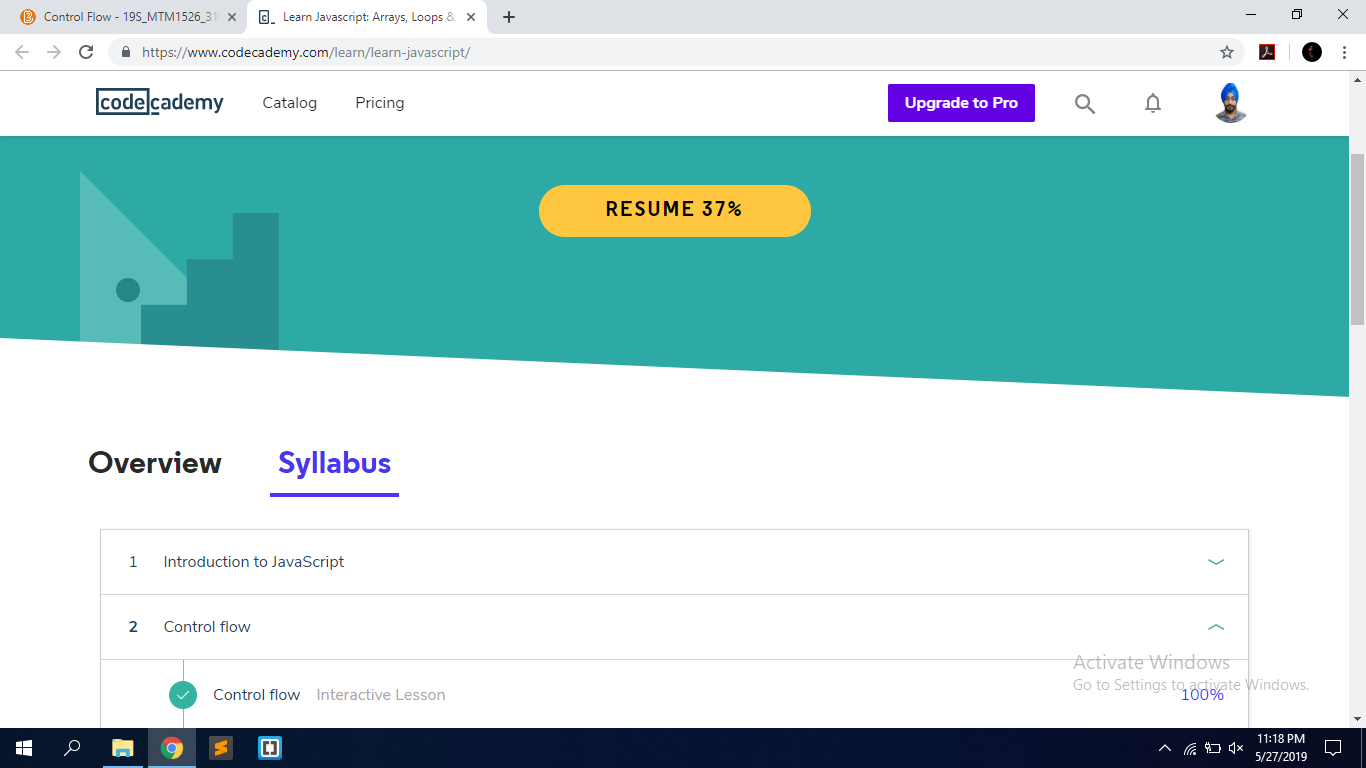 Control Flow - 19S_MTM1526_31
Learn Javascript: Arrays, Loops &
https://www.codecademy.com/learn/learn-javascript/
codecademy
Catalog
Pricing
Upgrade to Pro
RESUME 37%
Overview
Syllabus
1 Introduction to JavaScript
2 Control flow
Control flow Interactive Lesson 100%
Activate Windows
Go to Settings to activate Windows.
11:18 PM
5/27/2019